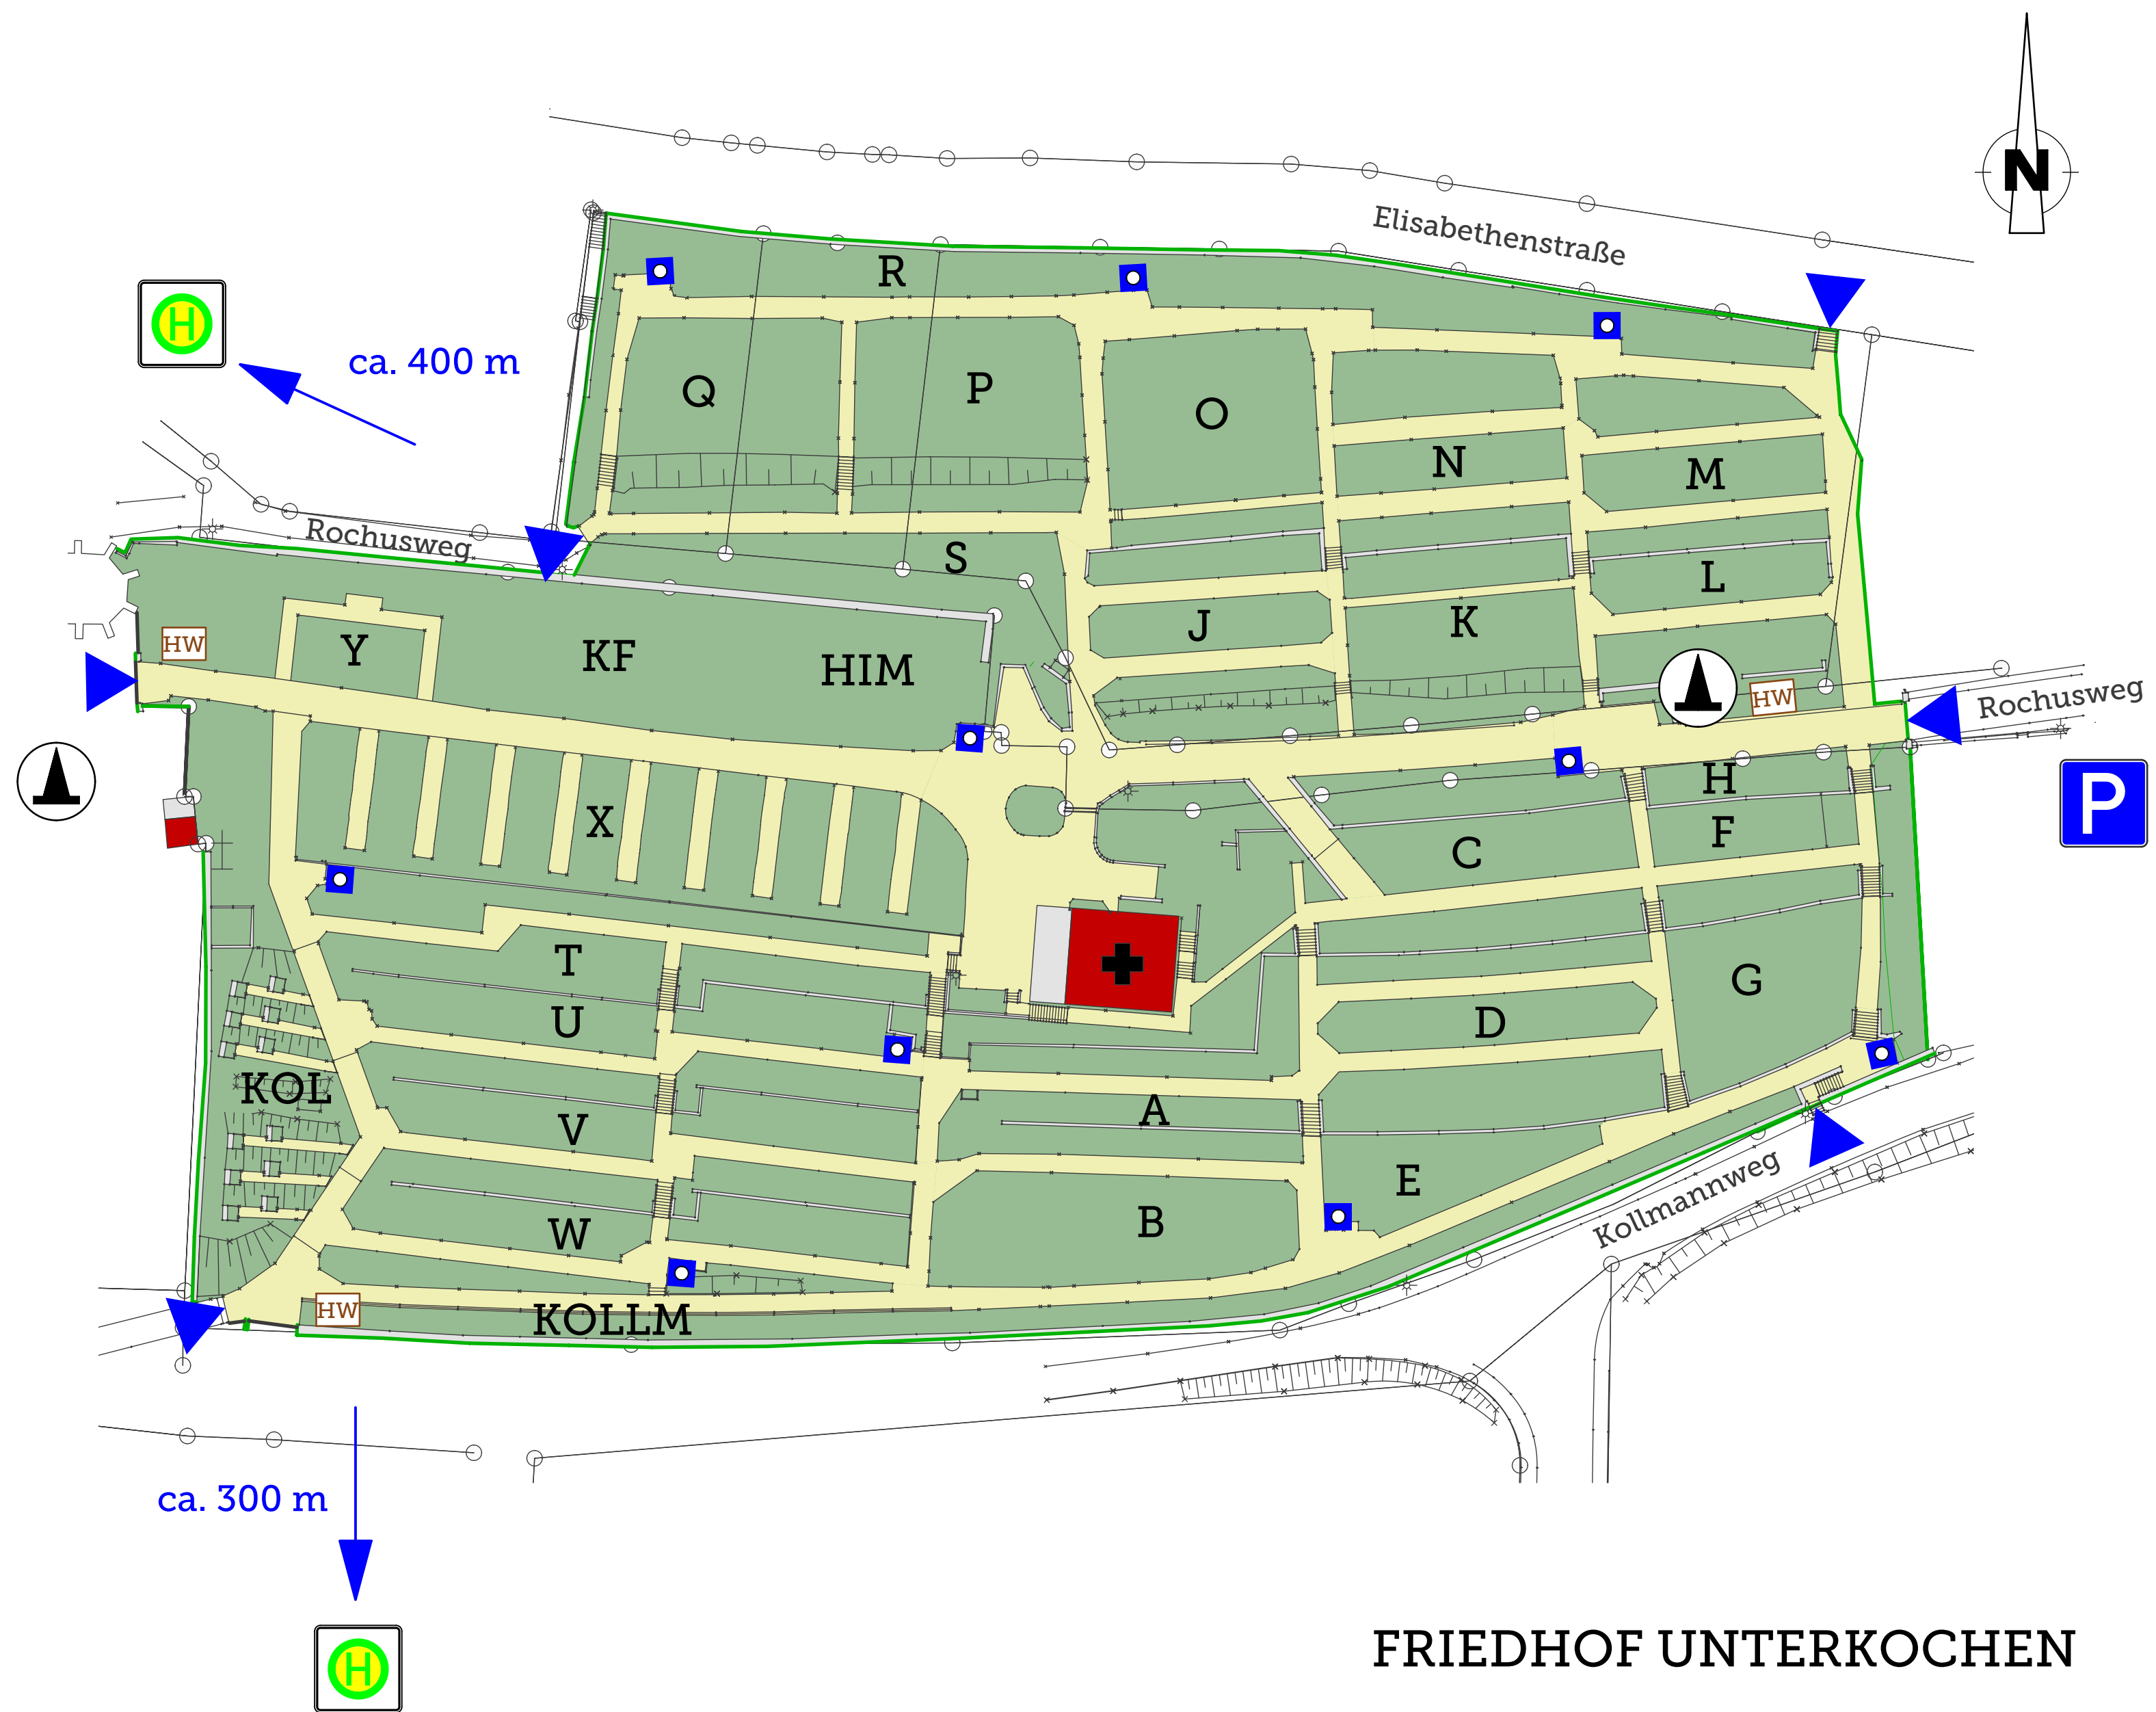 N
Elisabethenstraße
R
H
ca. 400 m
Q
P
O
N
M
Rochusweg
S
L
J
K
HW
Y
KF
HIM
HW
Rochusweg
H
P
X
C
F
T
G
U
D
KOL
V
A
E
Kollmannweg
W
B
HW
KOLLM
ca. 300 m
H
FRIEDHOF UNTERKOCHEN